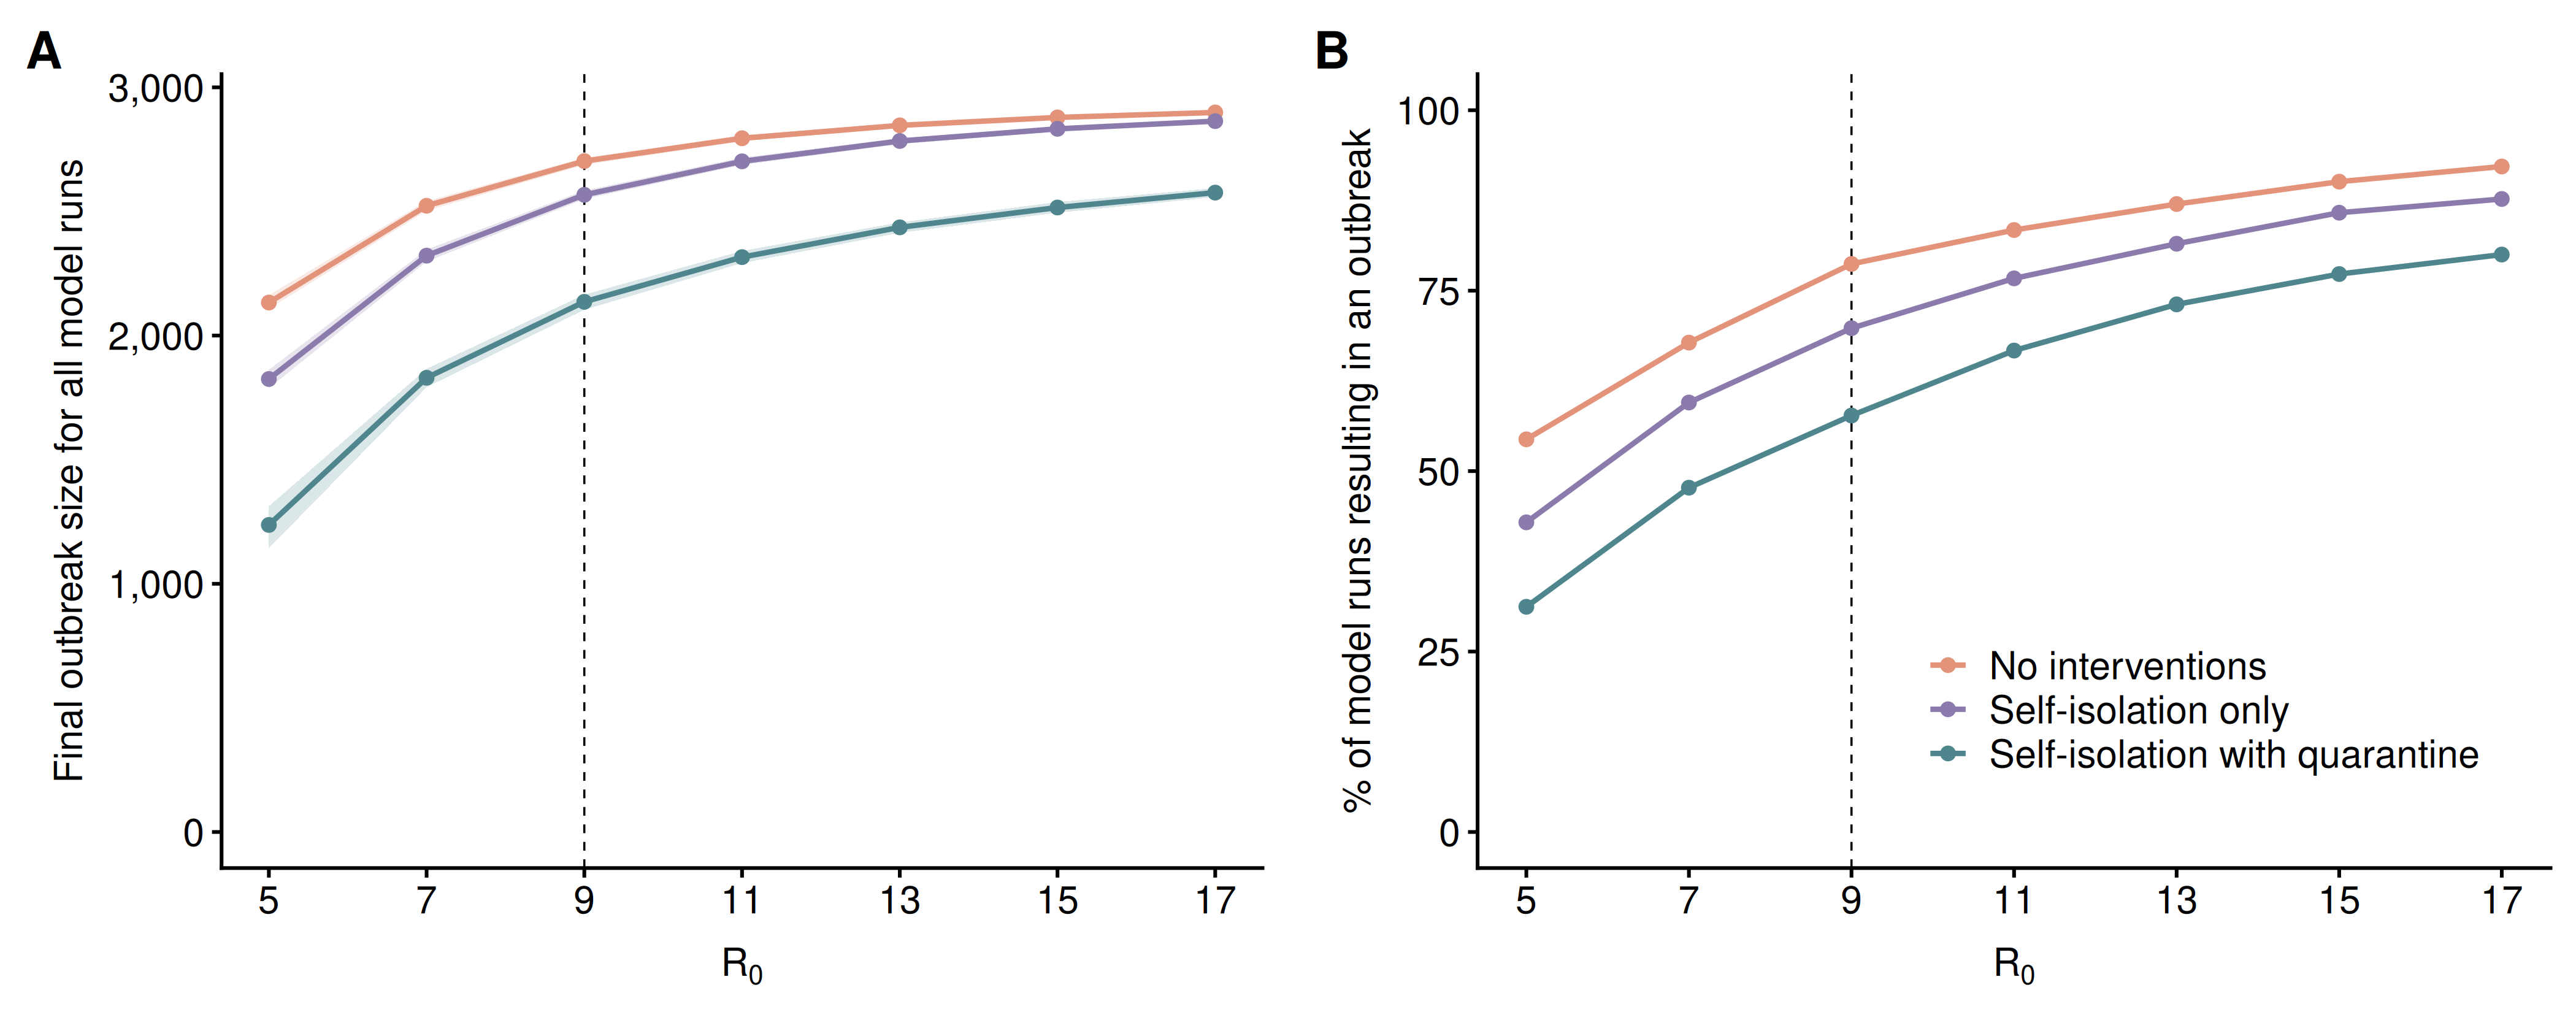 A
Final outbreak size for all model runs
3,000
2,000
1,000
0
5 7 9 11 13 15 17
R0
B
% of model runs resulting in an outbreak
100
75
50
25
0
No interventions
Self-isolation only
Self-isolation with quarantine
5 7 9 11 13 15 17
R0